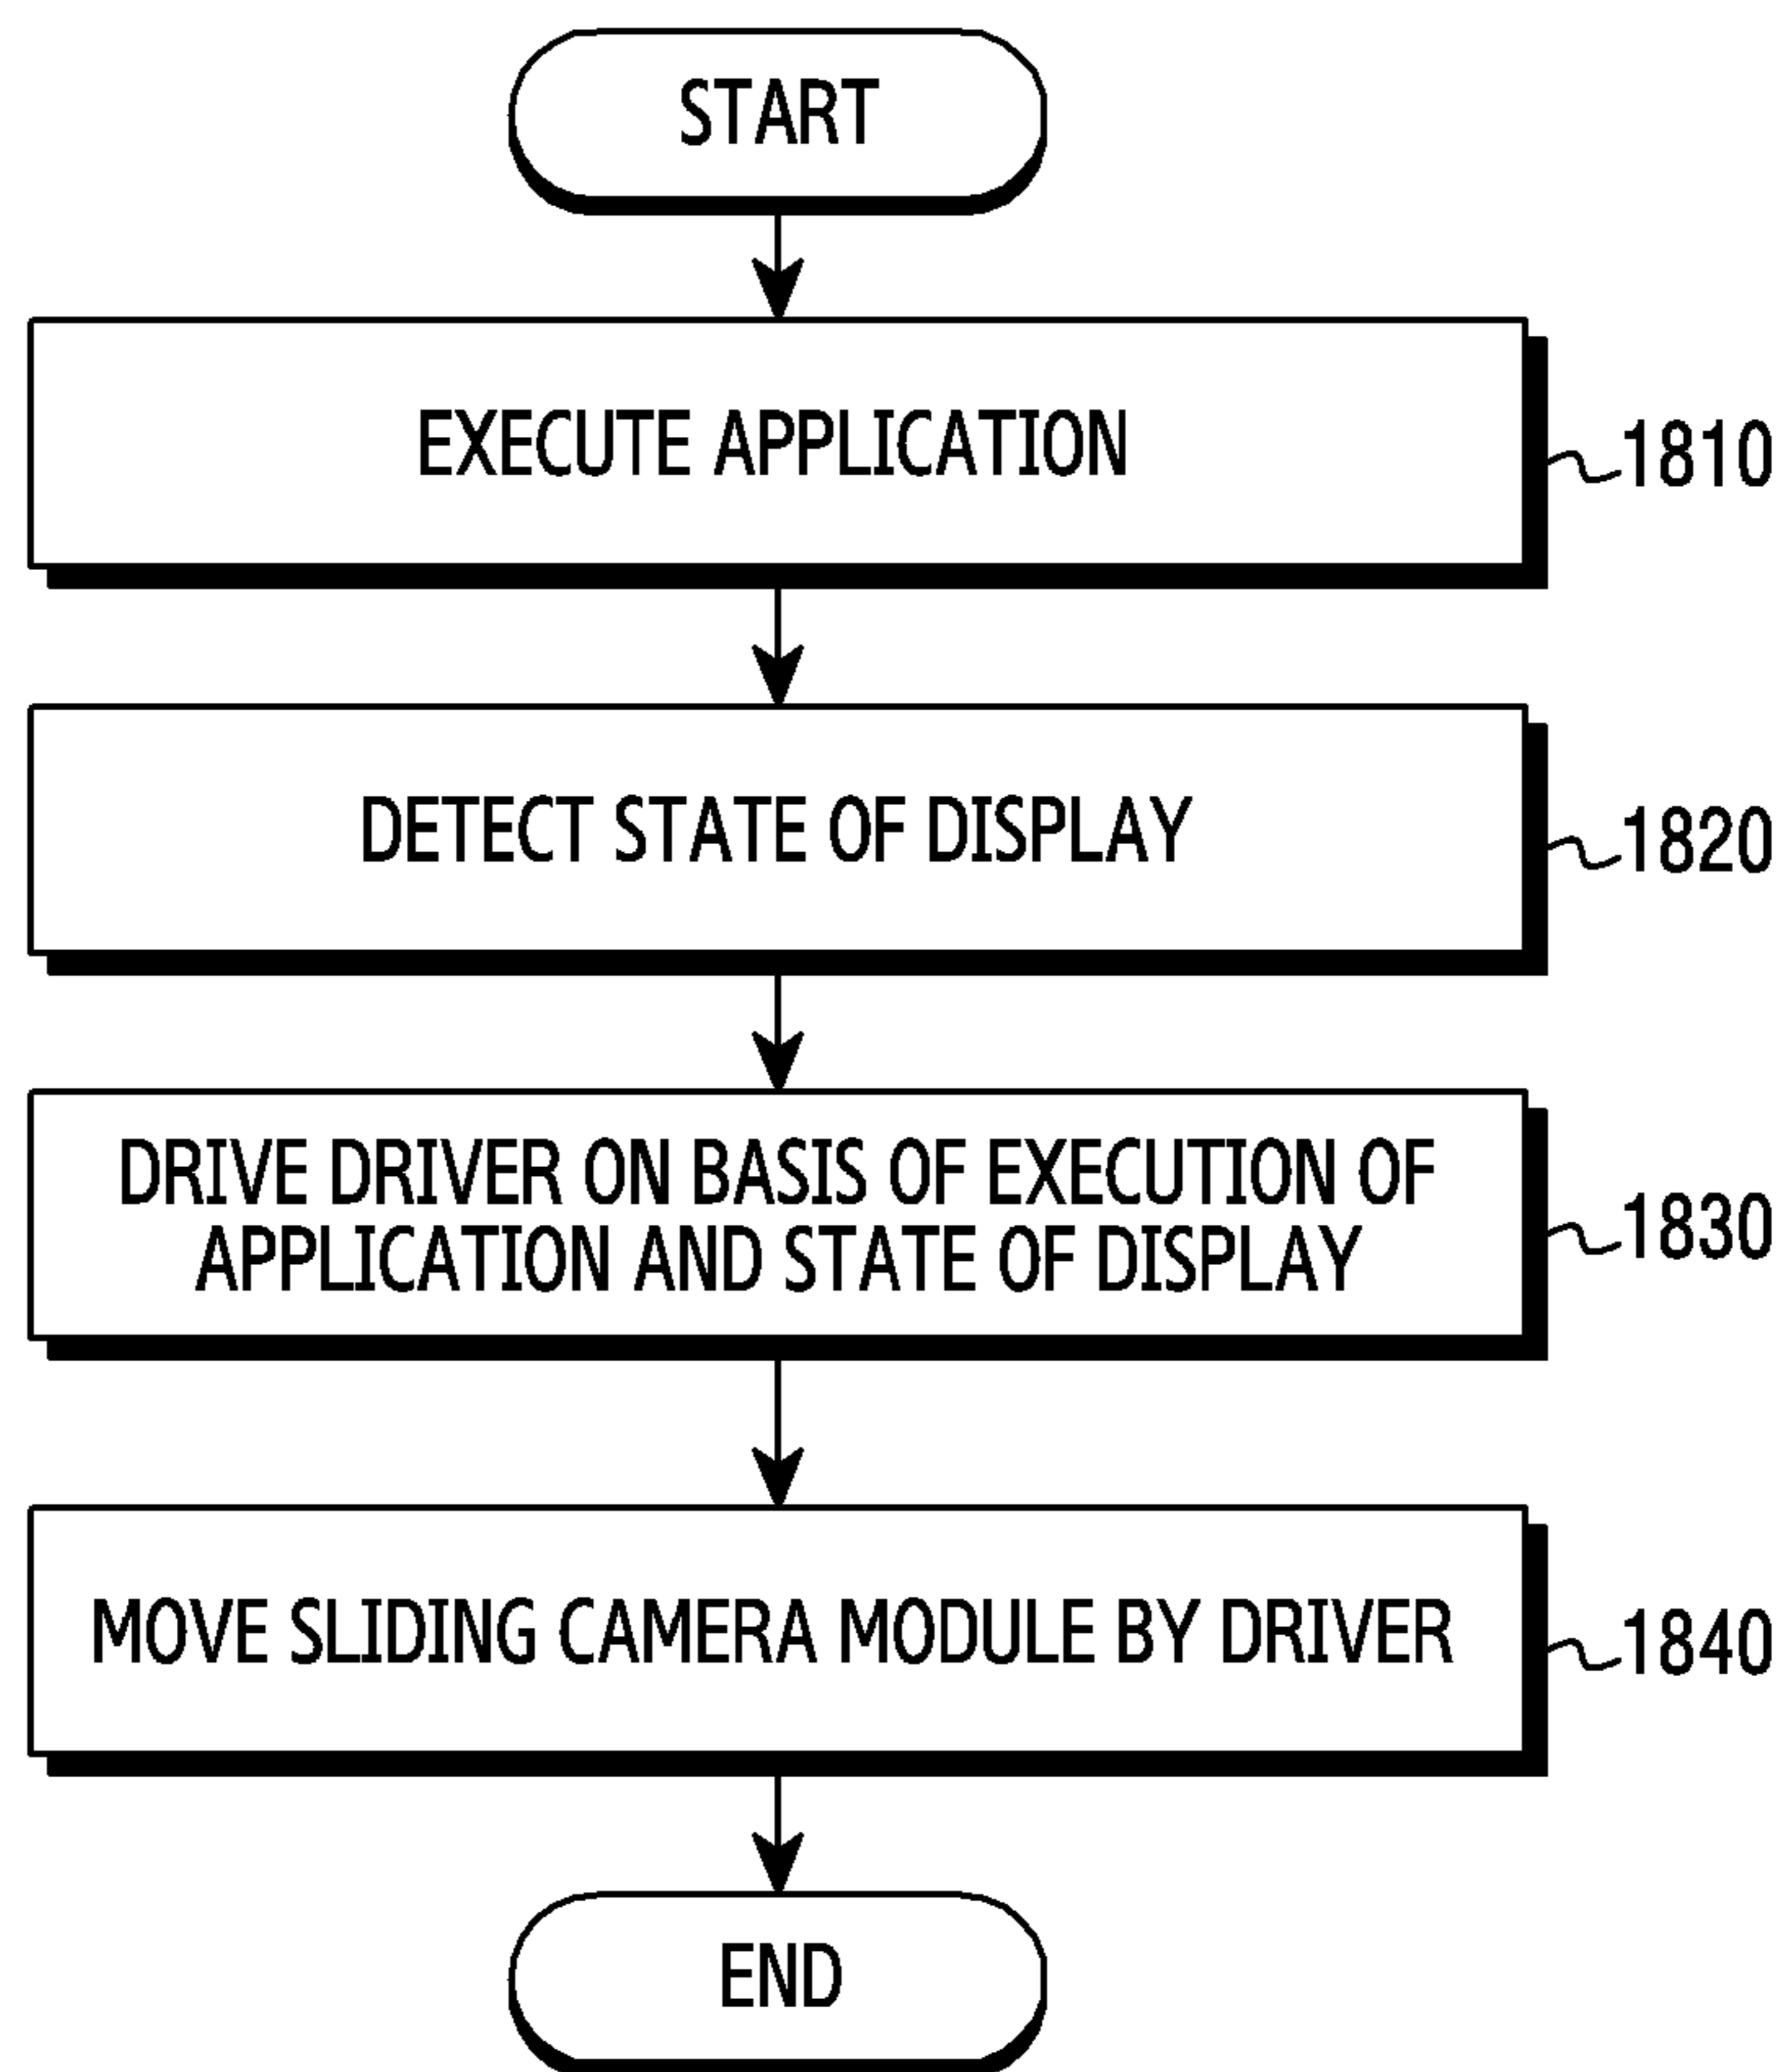 START
EXECUTE APPLICATION
1810
DETECT STATE OF DISPLAY
1820
DRIVE DRIVER ON BASIS OF EXECUTION OF
APPLICATION AND STATE OF DISPLAY
1830
MOVE SLIDING CAMERA MODULE BY DRIVER
1840
END